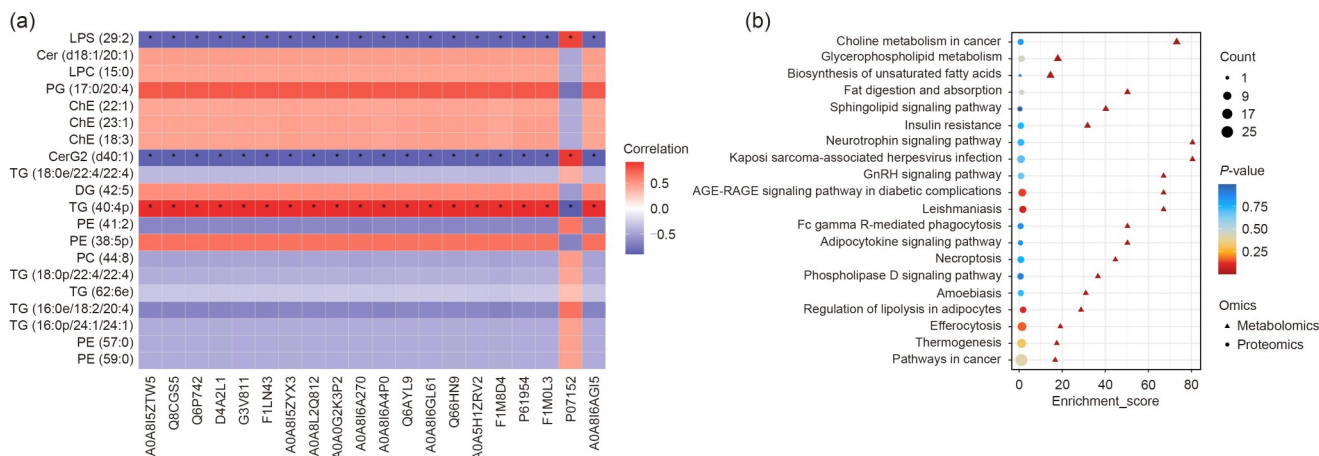 (a)
LPS (29:2)
Cer (d18:1/20:1)
LPC (15:0)
PG (17:0/20:4)
ChE (22:1)
ChE (23:1)
ChE (18:3)
CerG2 (d40:1)
TG (18:0e/22:4/22:4)
DG (42:5)
TG (40:4p)
PE (41:2)
PE (38:5p)
PC (44:8)
TG (18:0p/22:4/22:4)
TG (62:6e)
TG (16:0e/18:2/20:4)
TG (16:0p/24:1/24:1)
PE (57:0)
PE (59:0)
A0A8I5ZTW5
Q8CGS5
Q6P742
D4A2L1
G3V811
F1LN43
A0A8I5ZYX3
A0A8L2Q812
A0A0G2K3P2
A0A8I6A270
A0A8I6A4P0
Q6AYL9
A0A8I6GL61
Q66HN9
A0A5H1ZRV2
F1M8D4
P61954
F1M0L3
P07152
A0A8I6AGI5
Correlation
0.5
0.0
−0.5
(b)
Choline metabolism in cancer
Glycerophospholipid metabolism
Biosynthesis of unsaturated fatty acids
Fat digestion and absorption
Sphingolipid signaling pathway
Insulin resistance
Neurotrophin signaling pathway
Kaposi sarcoma-associated herpesvirus infection
GnRH signaling pathway
AGE-RAGE signaling pathway in diabetic complications
Leishmaniasis
Fc gamma R-mediated phagocytosis
Adipocytokine signaling pathway
Necroptosis
Phospholipase D signaling pathway
Amoebiasis
Regulation of lipolysis in adipocytes
Efferocytosis
Thermogenesis
Pathways in cancer
0 20 40 60 80
Enrichment_score
Count
1
9
17
25
P-value
0.75
0.50
0.25
Omics
Metabolomics
Proteomics